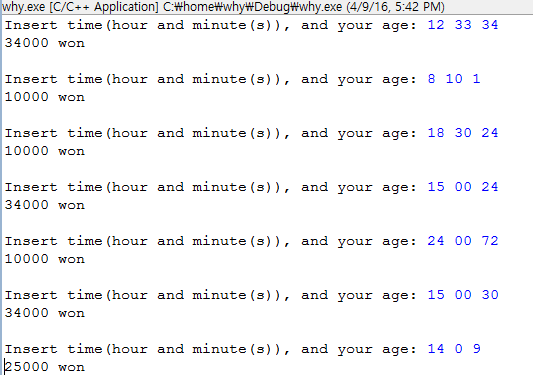 why.exe [C/C++ Application] C:₩home₩why₩Debug₩why.exe (4/9/16, 5:42 PM)
Insert time(hour and minute(s)), and your age: 12 33 34
34000 won
Insert time(hour and minute(s)), and your age: 8 10 1
10000 won
Insert time(hour and minute(s)), and your age: 18 30 24
10000 won
Insert time(hour and minute(s)), and your age: 15 00 24
34000 won
Insert time(hour and minute(s)), and your age: 24 00 72
10000 won
Insert time(hour and minute(s)), and your age: 15 00 30
34000 won
Insert time(hour and minute(s)), and your age: 14 0 9
25000 won